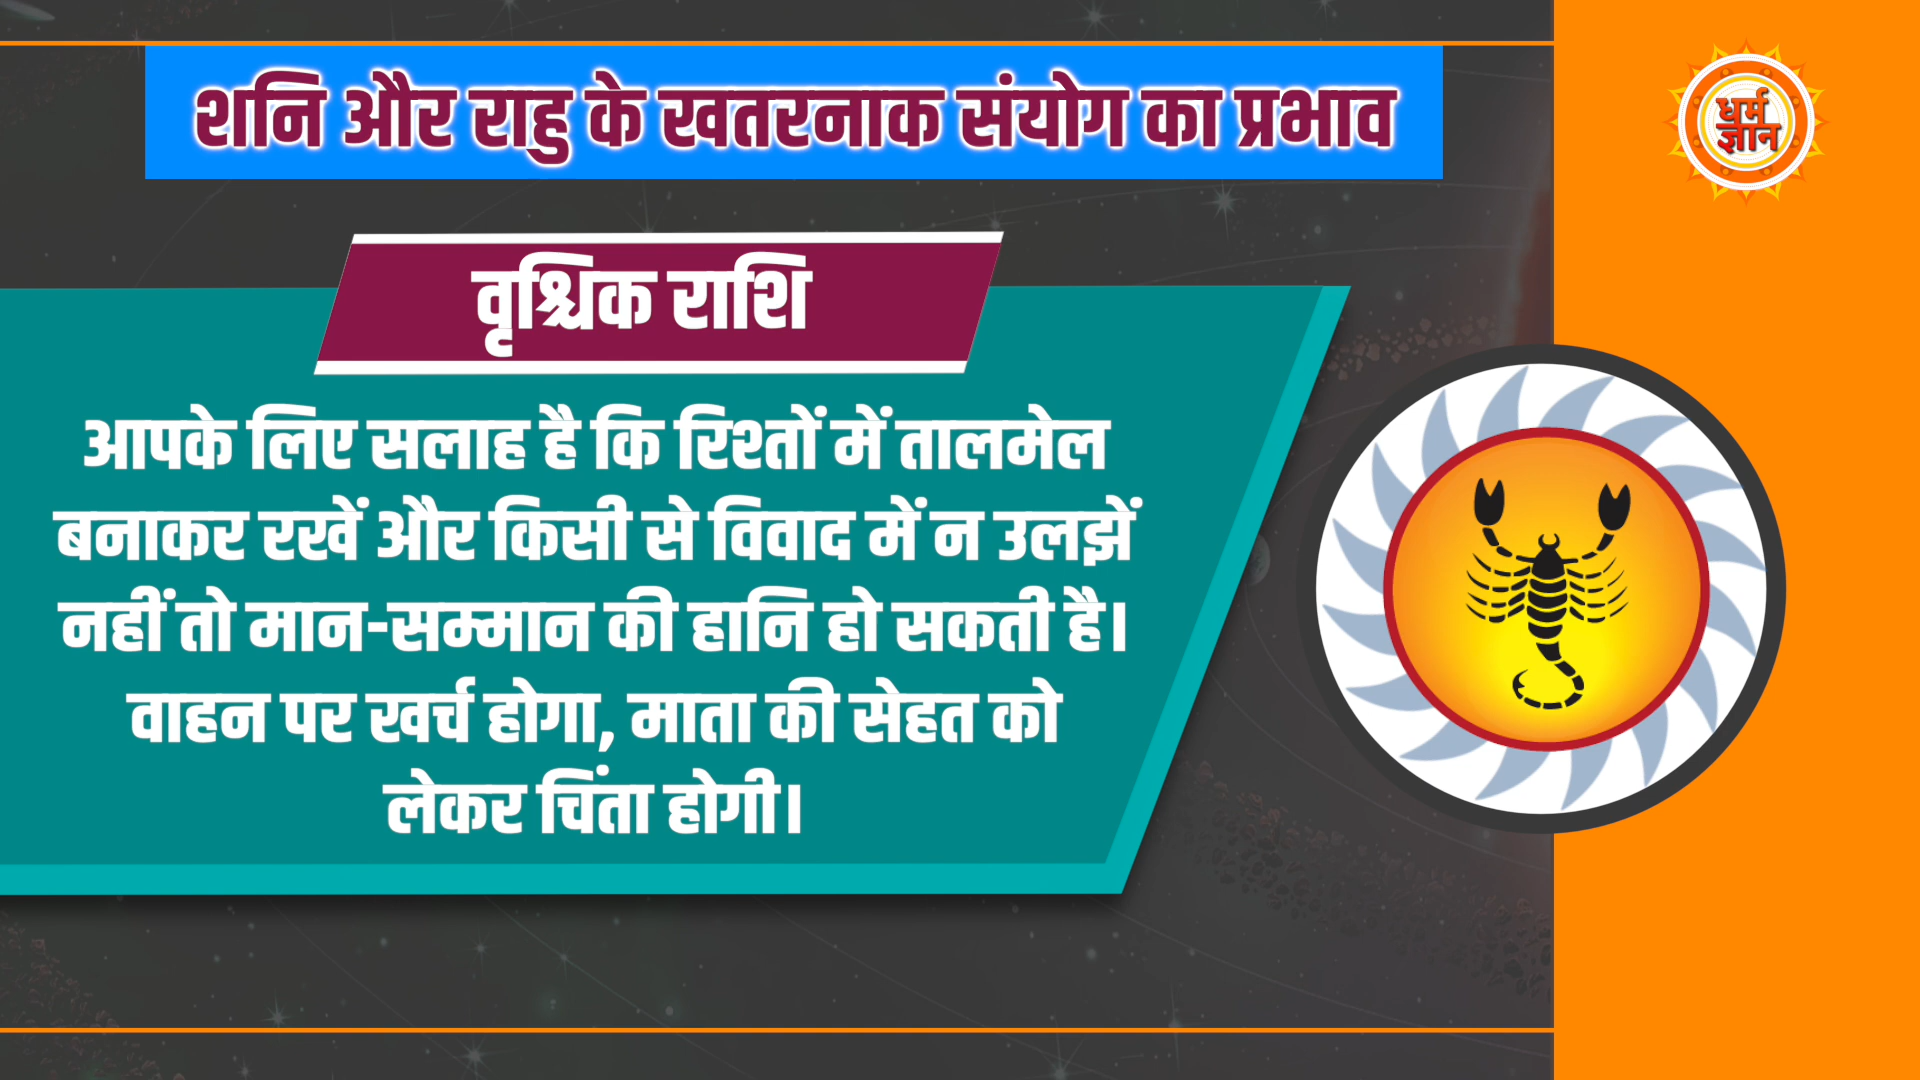 शनि और राहु के खतरनाक संयोग का प्रभाव
धर्म
ज्ञान
वृश्चिक राशि
आपके लिए सलाह है कि रिश्तों में तालमेल
बनाकर रखें और किसी से विवाद में न उलझें
नहीं तो मान-सम्मान की हानि हो सकती है।
वाहन पर खर्च होगा, माता की सेहत को
लेकर चिंता होगी।